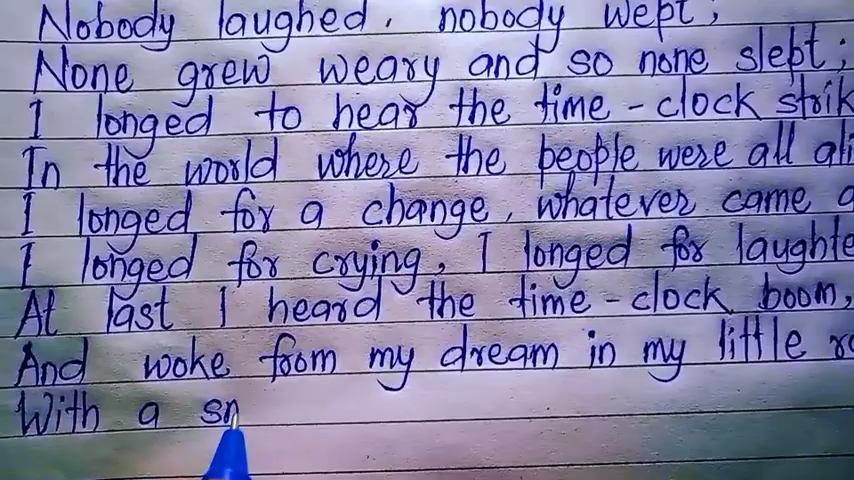 Nobody laughed. nobody wept;
None grew weary and so none slept;
I longed to hear the time-clock strik
In the world where the people were all ali
I longed for a change, whatever came a
I longed for crying, I longed for laughte
At last I heard the time-clock boom,
And woke from my dream in my little ro
With a sm